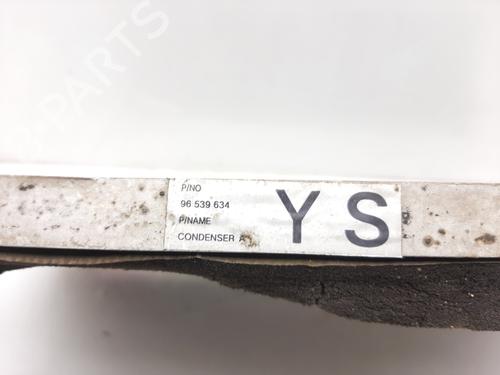 P/NO
96 539 634
P/NAME
CONDENSER A
YS